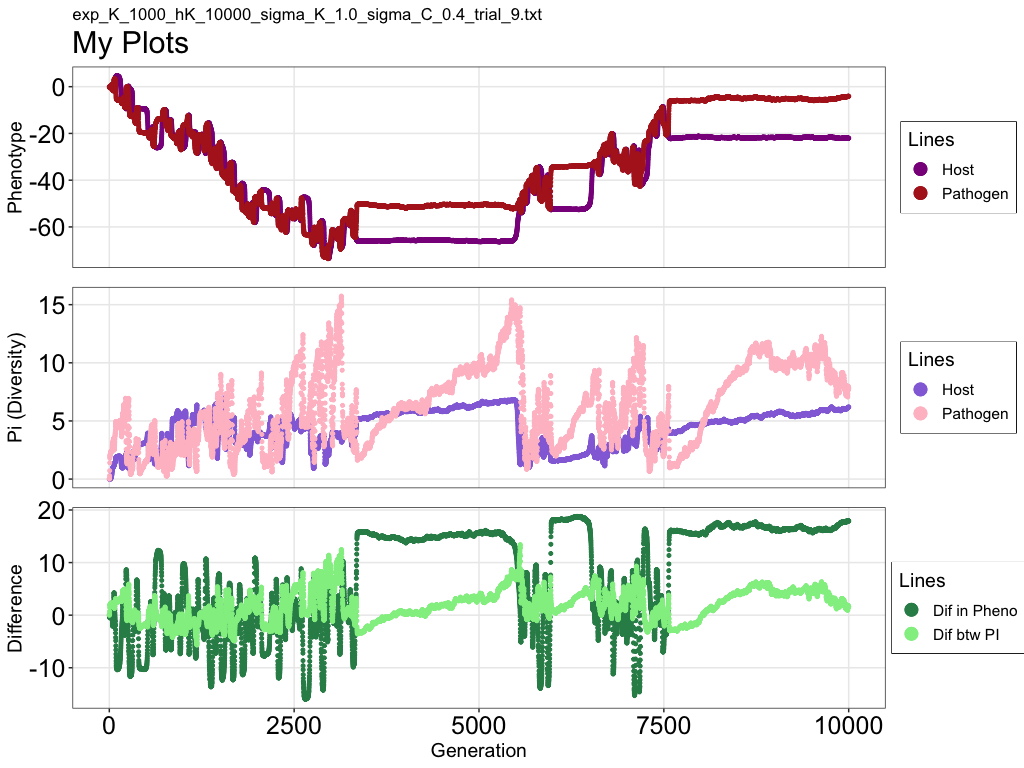 exp_K_1000_hK_10000_sigma_K_1.0_sigma_C_0.4_trial_9.txt
My Plots
Phenotype
0
-20
-40
-60
Lines
Host
Pathogen
Pi (Diversity)
15
10
5
0
Lines
Host
Pathogen
Difference
20
10
0
-10
Lines
Dif in Pheno
Dif btw PI
0 2500 5000 7500 10000
Generation